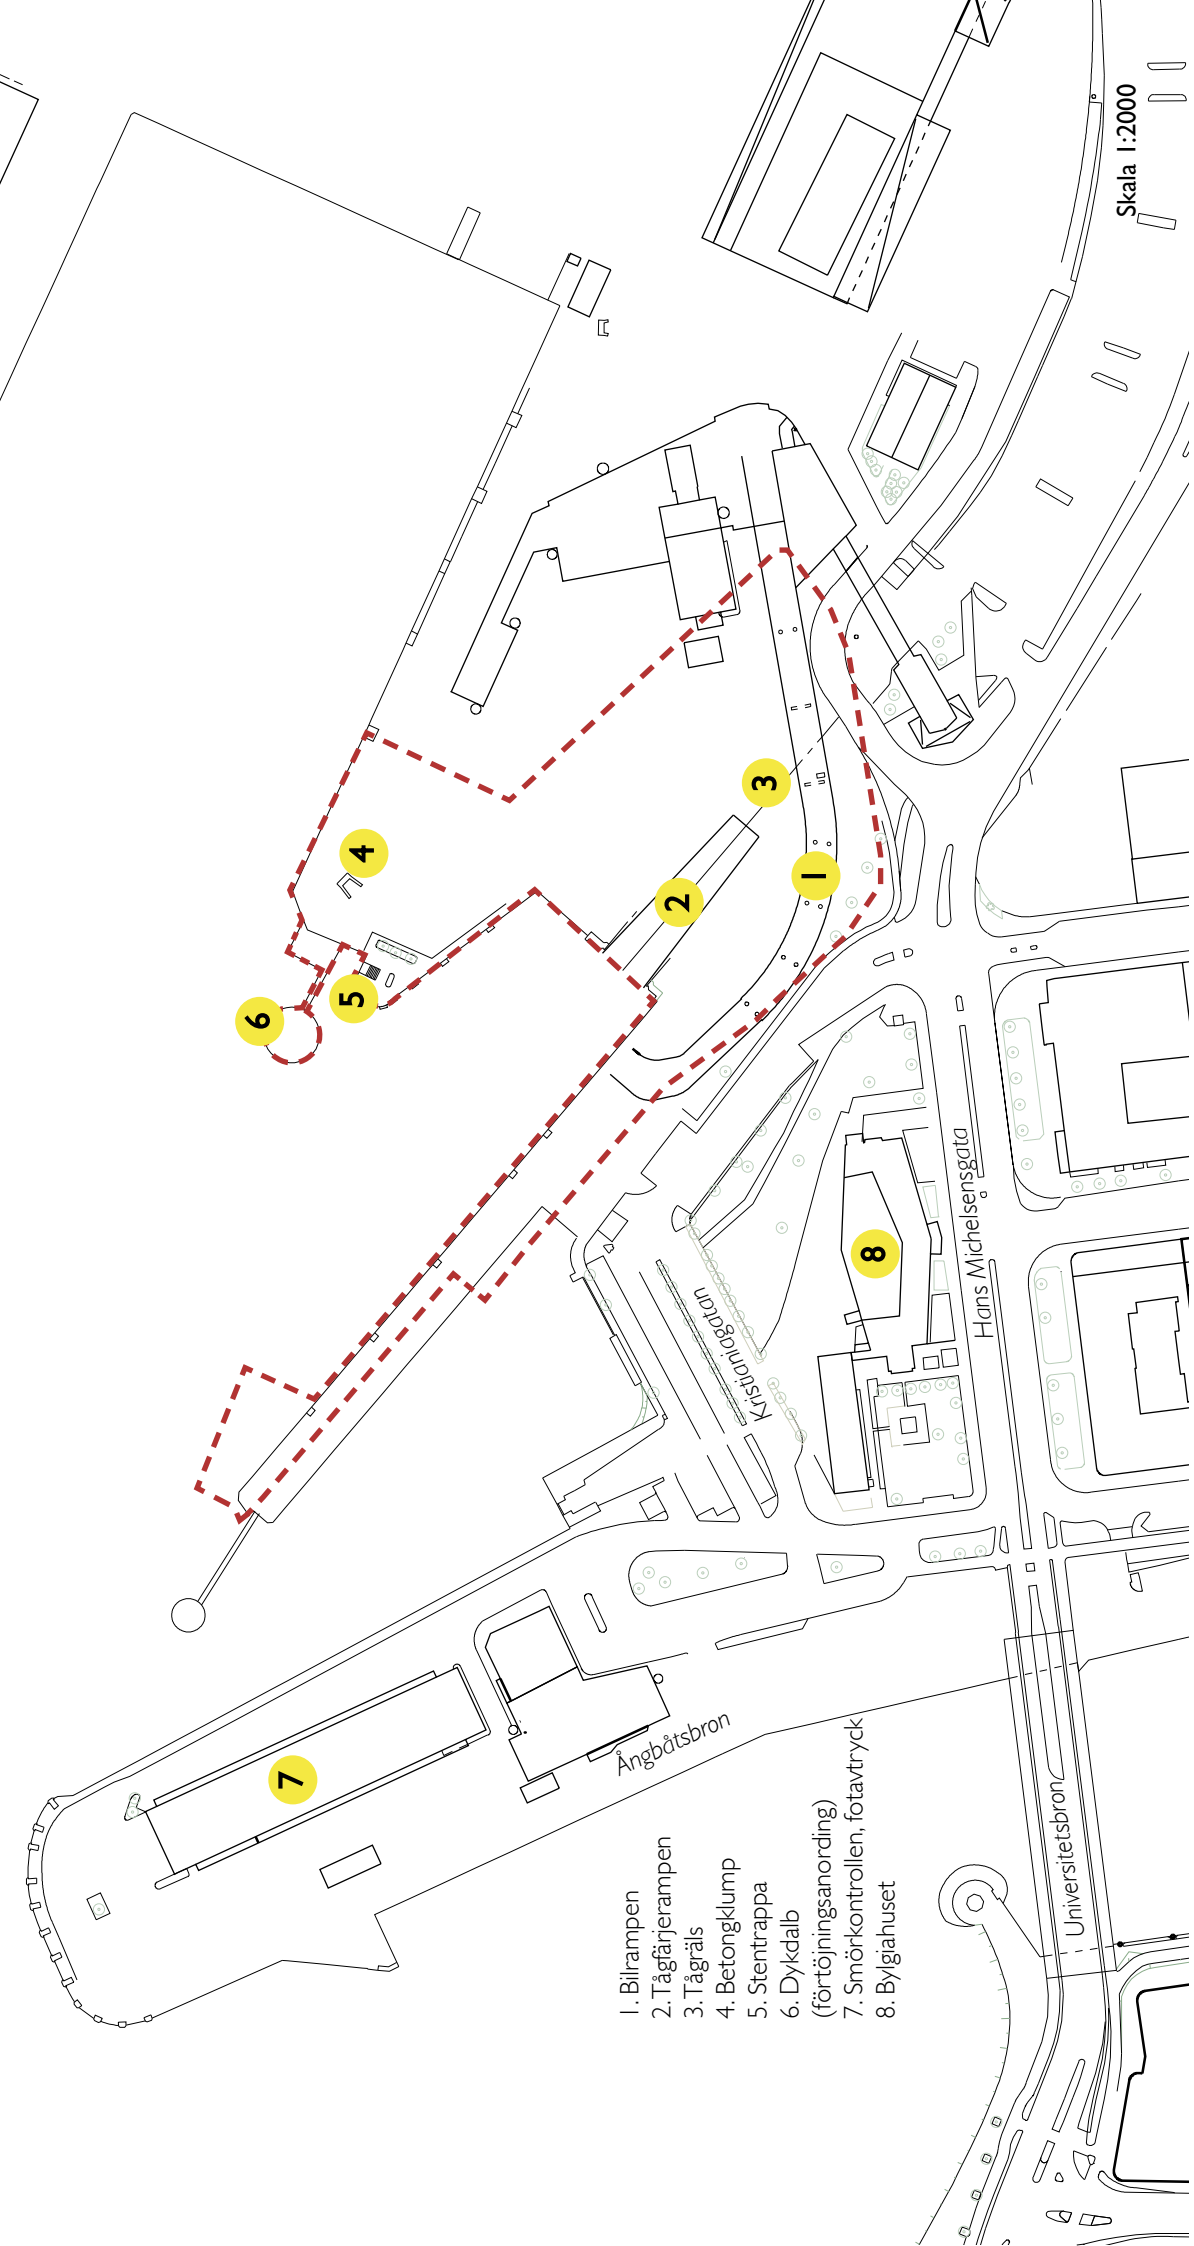 Skala 1:2000
6
5
4
3
2
1
8
7
Kristianiagatan
Hans Michelsensgata
Ångbåtsbron
Universitetsbron
1. Bilrampen
2. Tågfärjerampen
3. Tågräls
4. Betongklump
5. Stentrappa
6. Dykdalb
(förtöjningsanording)
7. Smörkontrollen, fotavtryck
8. Bylgiahuset